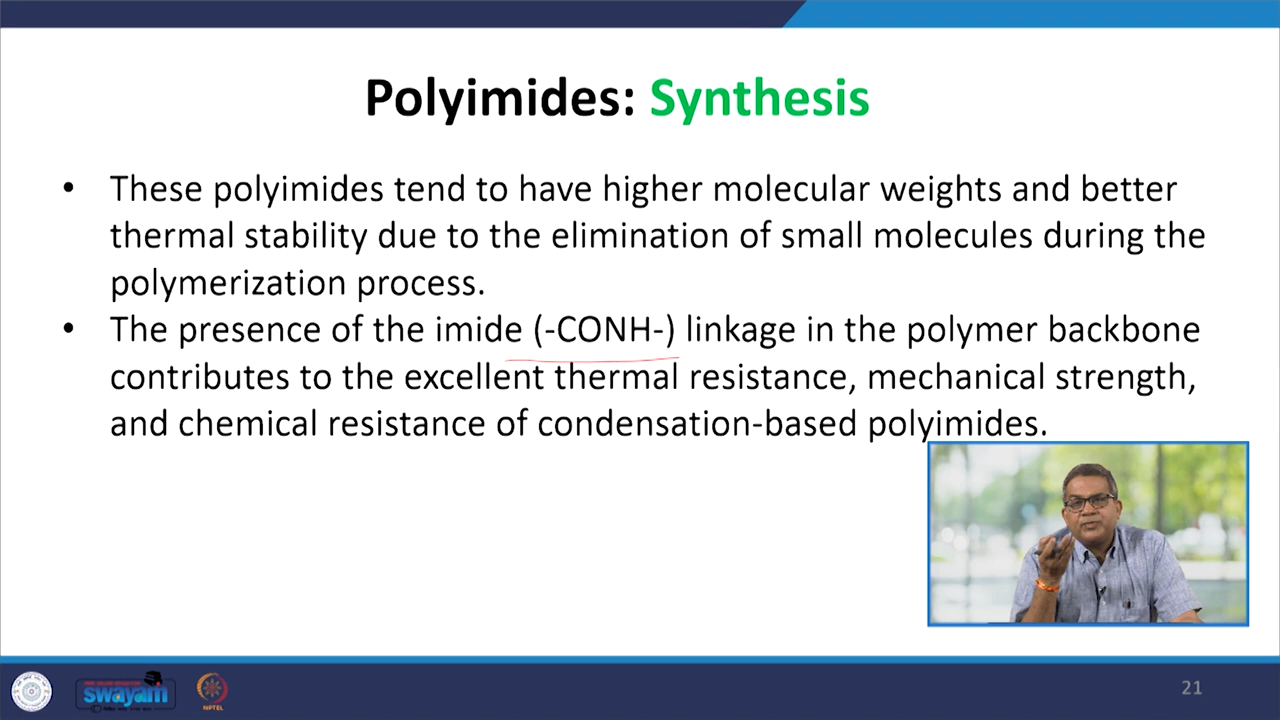 Polyimides: Synthesis
• These polyimides tend to have higher molecular weights and better
thermal stability due to the elimination of small molecules during the
polymerization process.
• The presence of the imide (-CONH-) linkage in the polymer backbone
contributes to the excellent thermal resistance, mechanical strength,
and chemical resistance of condensation-based polyimides.
swayam
NPTEL
21